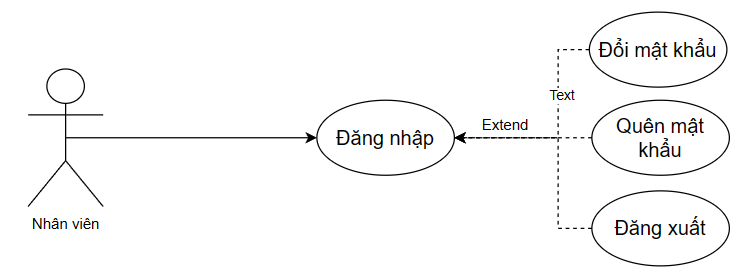 Đổi mật khẩu
Text
Extend
Đăng nhập
Quên mật
khẩu
Nhân viên
Đăng xuất